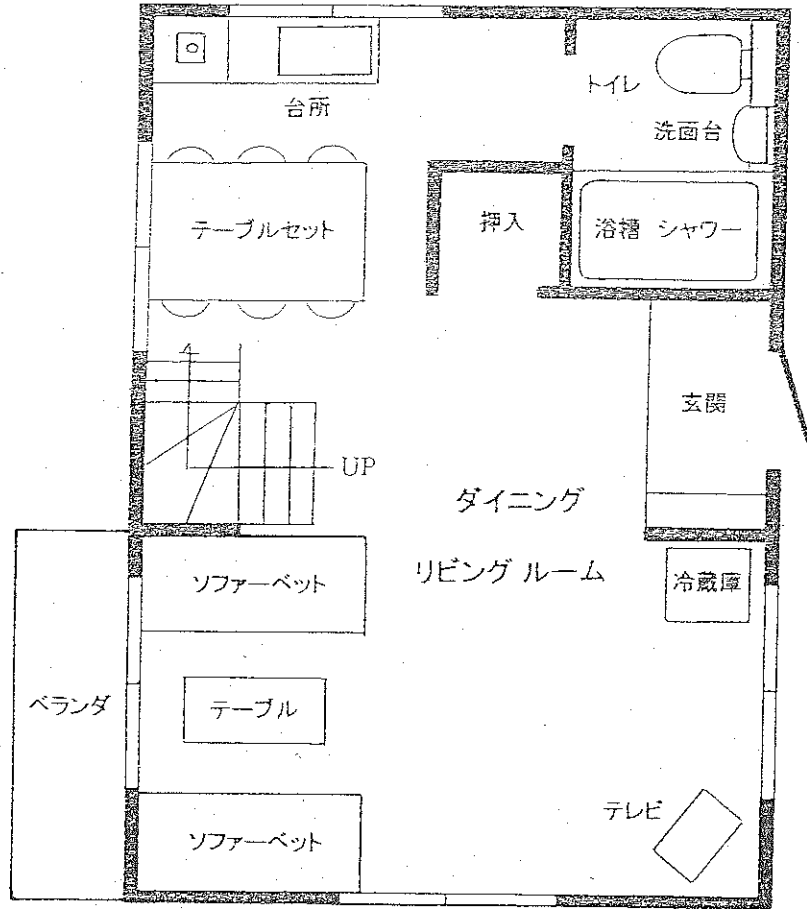 トイレ
台所
洗面台
テーブルセット
押入
浴槽 シャワー
玄関
UP
ダイニング
リビング ルーム
ソファーベット
冷蔵庫
ベランダ
テーブル
テレビ
ソファーベット